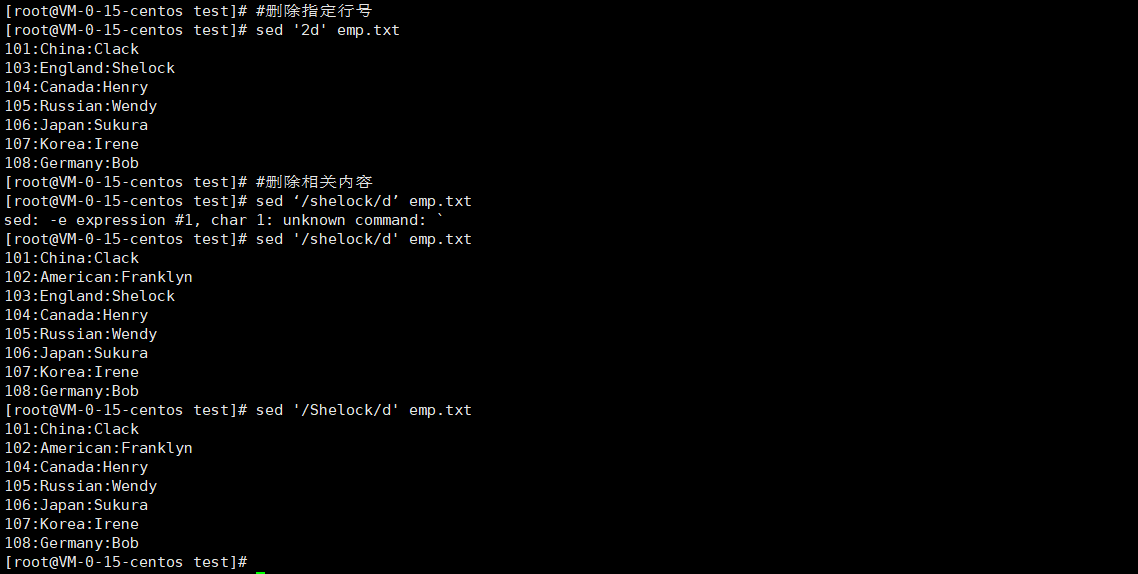 [root@VM-0-15-centos test]# #删除指定行号
[root@VM-0-15-centos test]# sed '2d' emp.txt
101:China:Clack
103:England:Shelock
104:Canada:Henry
105:Russian:Wendy
106:Japan:Sukura
107:Korea:Irene
108:Germany:Bob
[root@VM-0-15-centos test]# #删除相关内容
[root@VM-0-15-centos test]# sed ‘/shelock/d’ emp.txt
sed: -e expression #1, char 1: unknown command: `
[root@VM-0-15-centos test]# sed '/shelock/d' emp.txt
101:China:Clack
102:American:Franklyn
103:England:Shelock
104:Canada:Henry
105:Russian:Wendy
106:Japan:Sukura
107:Korea:Irene
108:Germany:Bob
[root@VM-0-15-centos test]# sed '/Shelock/d' emp.txt
101:China:Clack
102:American:Franklyn
104:Canada:Henry
105:Russian:Wendy
106:Japan:Sukura
107:Korea:Irene
108:Germany:Bob
[root@VM-0-15-centos test]#